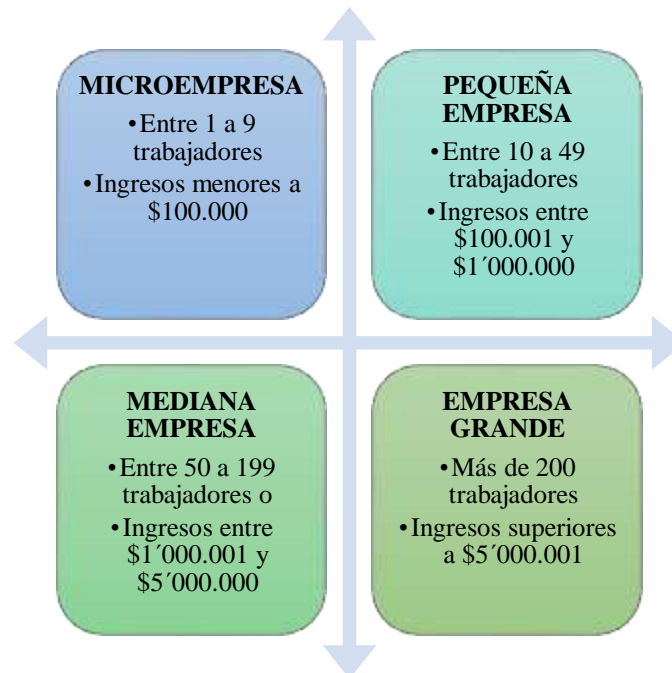 MICROEMPRESA
•Entre 1 a 9
trabajadores
•Ingresos menores a
$100.000
PEQUEÑA
EMPRESA
•Entre 10 a 49
trabajadores
•Ingresos entre
$100.001 y
$1´000.000
MEDIANA
EMPRESA
•Entre 50 a 199
trabajadores o
•Ingresos entre
$1´000.001 y
$5´000.000
EMPRESA
GRANDE
•Más de 200
trabajadores
•Ingresos superiores
a $5´000.001